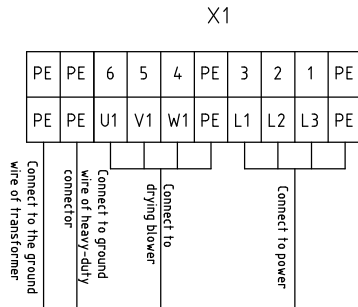 X1
PE PE 6 5 4 PE 3 2 1 PE
PE PE U1 V1 W1 PE L1 L2 L3 PE
Connect to the ground
wire of transformer
Connect to ground
wire of heavy-duty
connector
Connect to
drying blower
Connect to power